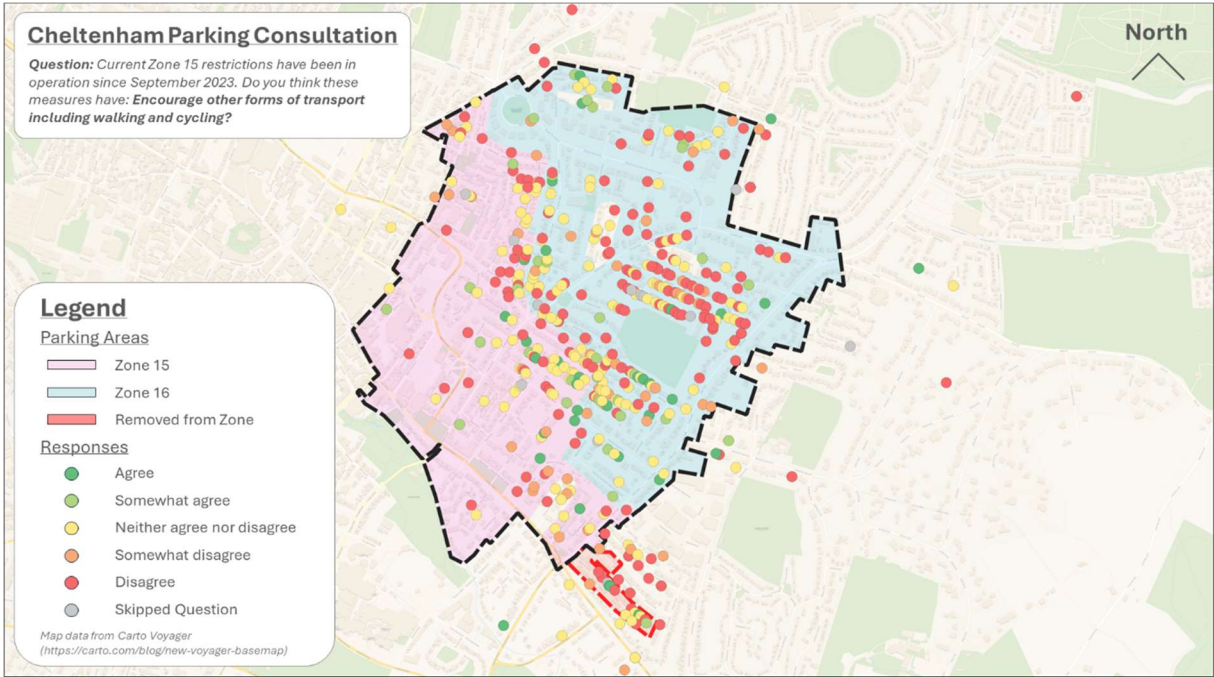 Cheltenham Parking Consultation
Question: Current Zone 15 restrictions have been in
operation since September 2023. Do you think these
measures have: Encourage other forms of transport
including walking and cycling?
North
Legend
Parking Areas
Zone 15
Zone 16
Removed from Zone
Responses
Agree
Somewhat agree
Neither agree nor disagree
Somewhat disagree
Disagree
Skipped Question
Map data from Carto Voyager
(https://carto.com/blog/new-voyager-basemap)